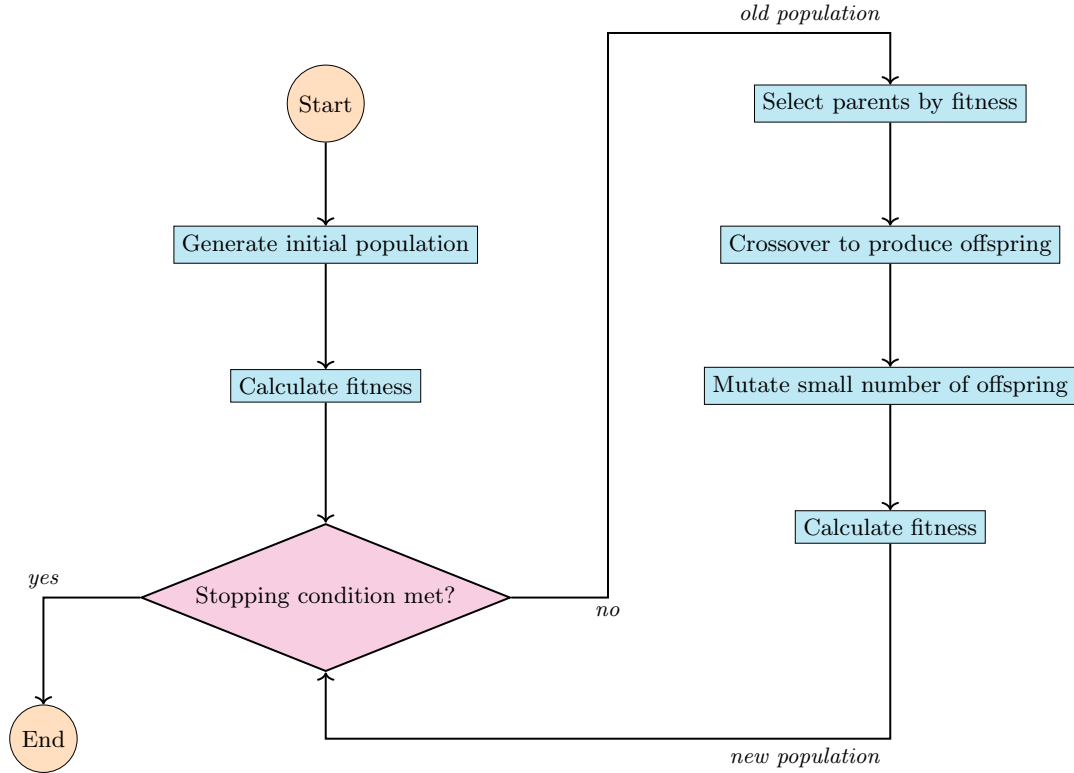 Start
Generate initial population
Calculate fitness
Stopping condition met?
yes
End
no
old population
Select parents by fitness
Crossover to produce offspring
Mutate small number of offspring
Calculate fitness
new population